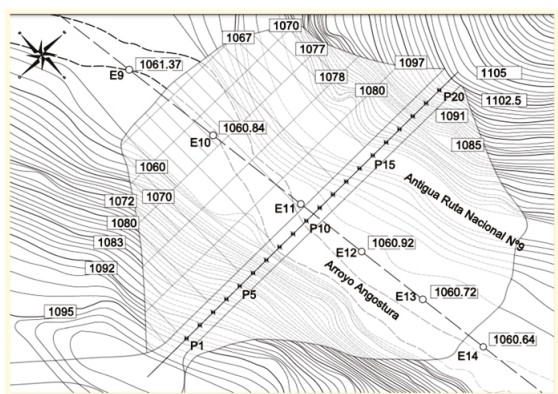 1070
1067
1077
1097
E9
1061.37
1078
1105
1080
P20
1102.5
1091
E10
1060.84
1085
P15
1060
1072
1070
Antigua Ruta Nacional Nº9
E11
1080
P10
1083
E12
1060.92
1092
Arroyo Angostura
P5
E13
1060.72
1095
P1
E14
1060.64